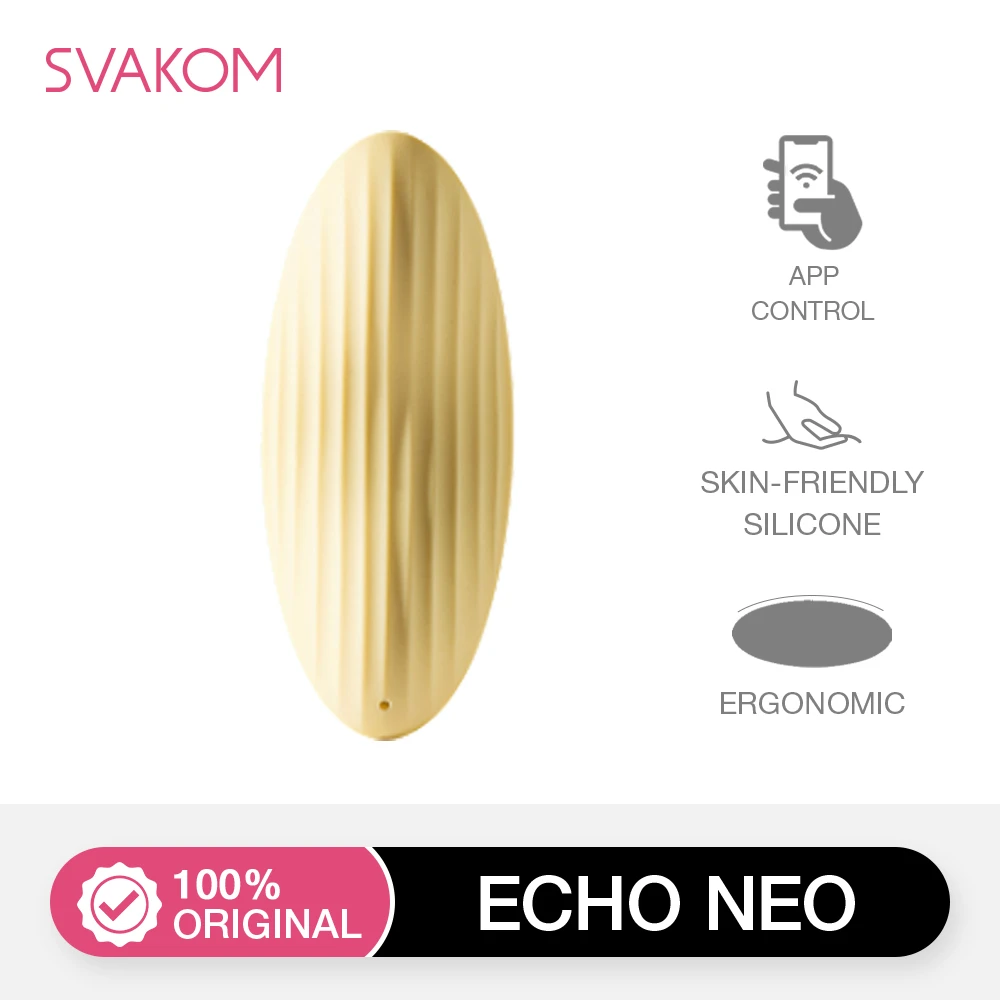 SVAKOM
APP
CONTROL
SKIN-FRIENDLY
SILICONE
ERGONOMIC
100%
ORIGINAL
ECHO NEO